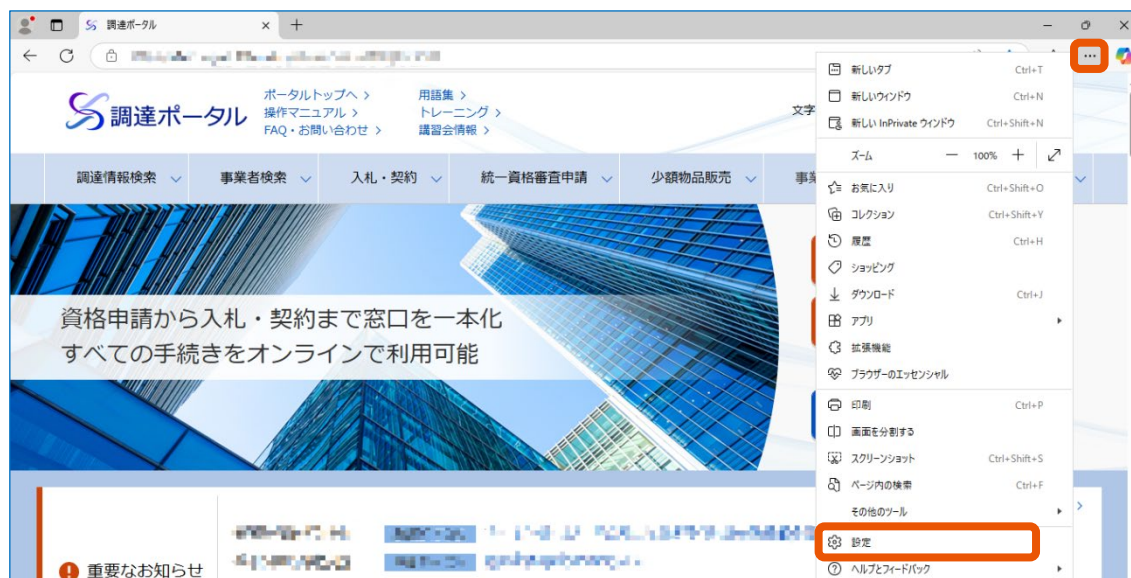 調達ポータル
調達ポータル
ポータルトップへ >
操作マニュアル >
FAQ・お問い合わせ >
用語集 >
トレーニング >
講習会情報 >
文字
調達情報検索
事業者検索
入札・契約
統一資格審査申請
少額物品販売
事業
資格申請から入札・契約まで窓口を一本化
すべての手続きをオンラインで利用可能
重要なお知らせ
新しいタブ Ctrl+T
新しいウィンドウ Ctrl+N
新しい InPrivate ウィンドウ Ctrl+Shift+N
ズーム — 100% +
お気に入り Ctrl+Shift+O
コレクション Ctrl+Shift+Y
履歴 Ctrl+H
ショッピング
ダウンロード Ctrl+J
アプリ
拡張機能
ブラウザーのエッセンシャル
印刷 Ctrl+P
画面を分割する
スクリーンショット Ctrl+Shift+S
ページ内の検索 Ctrl+F
その他のツール
設定
ヘルプとフィードバック